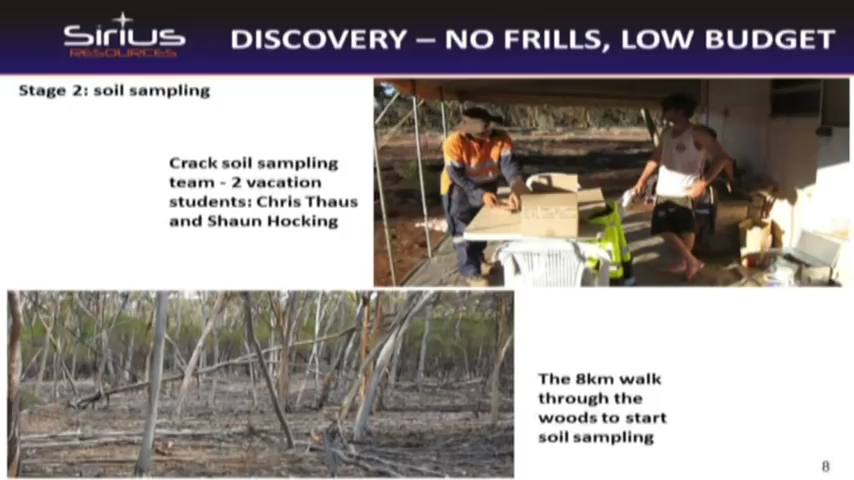 Sirius
RESOURCES
DISCOVERY – NO FRILLS, LOW BUDGET
Stage 2: soil sampling
Crack soil sampling
team - 2 vacation
students: Chris Thaus
and Shaun Hocking
The 8km walk
through the
woods to start
soil sampling
8